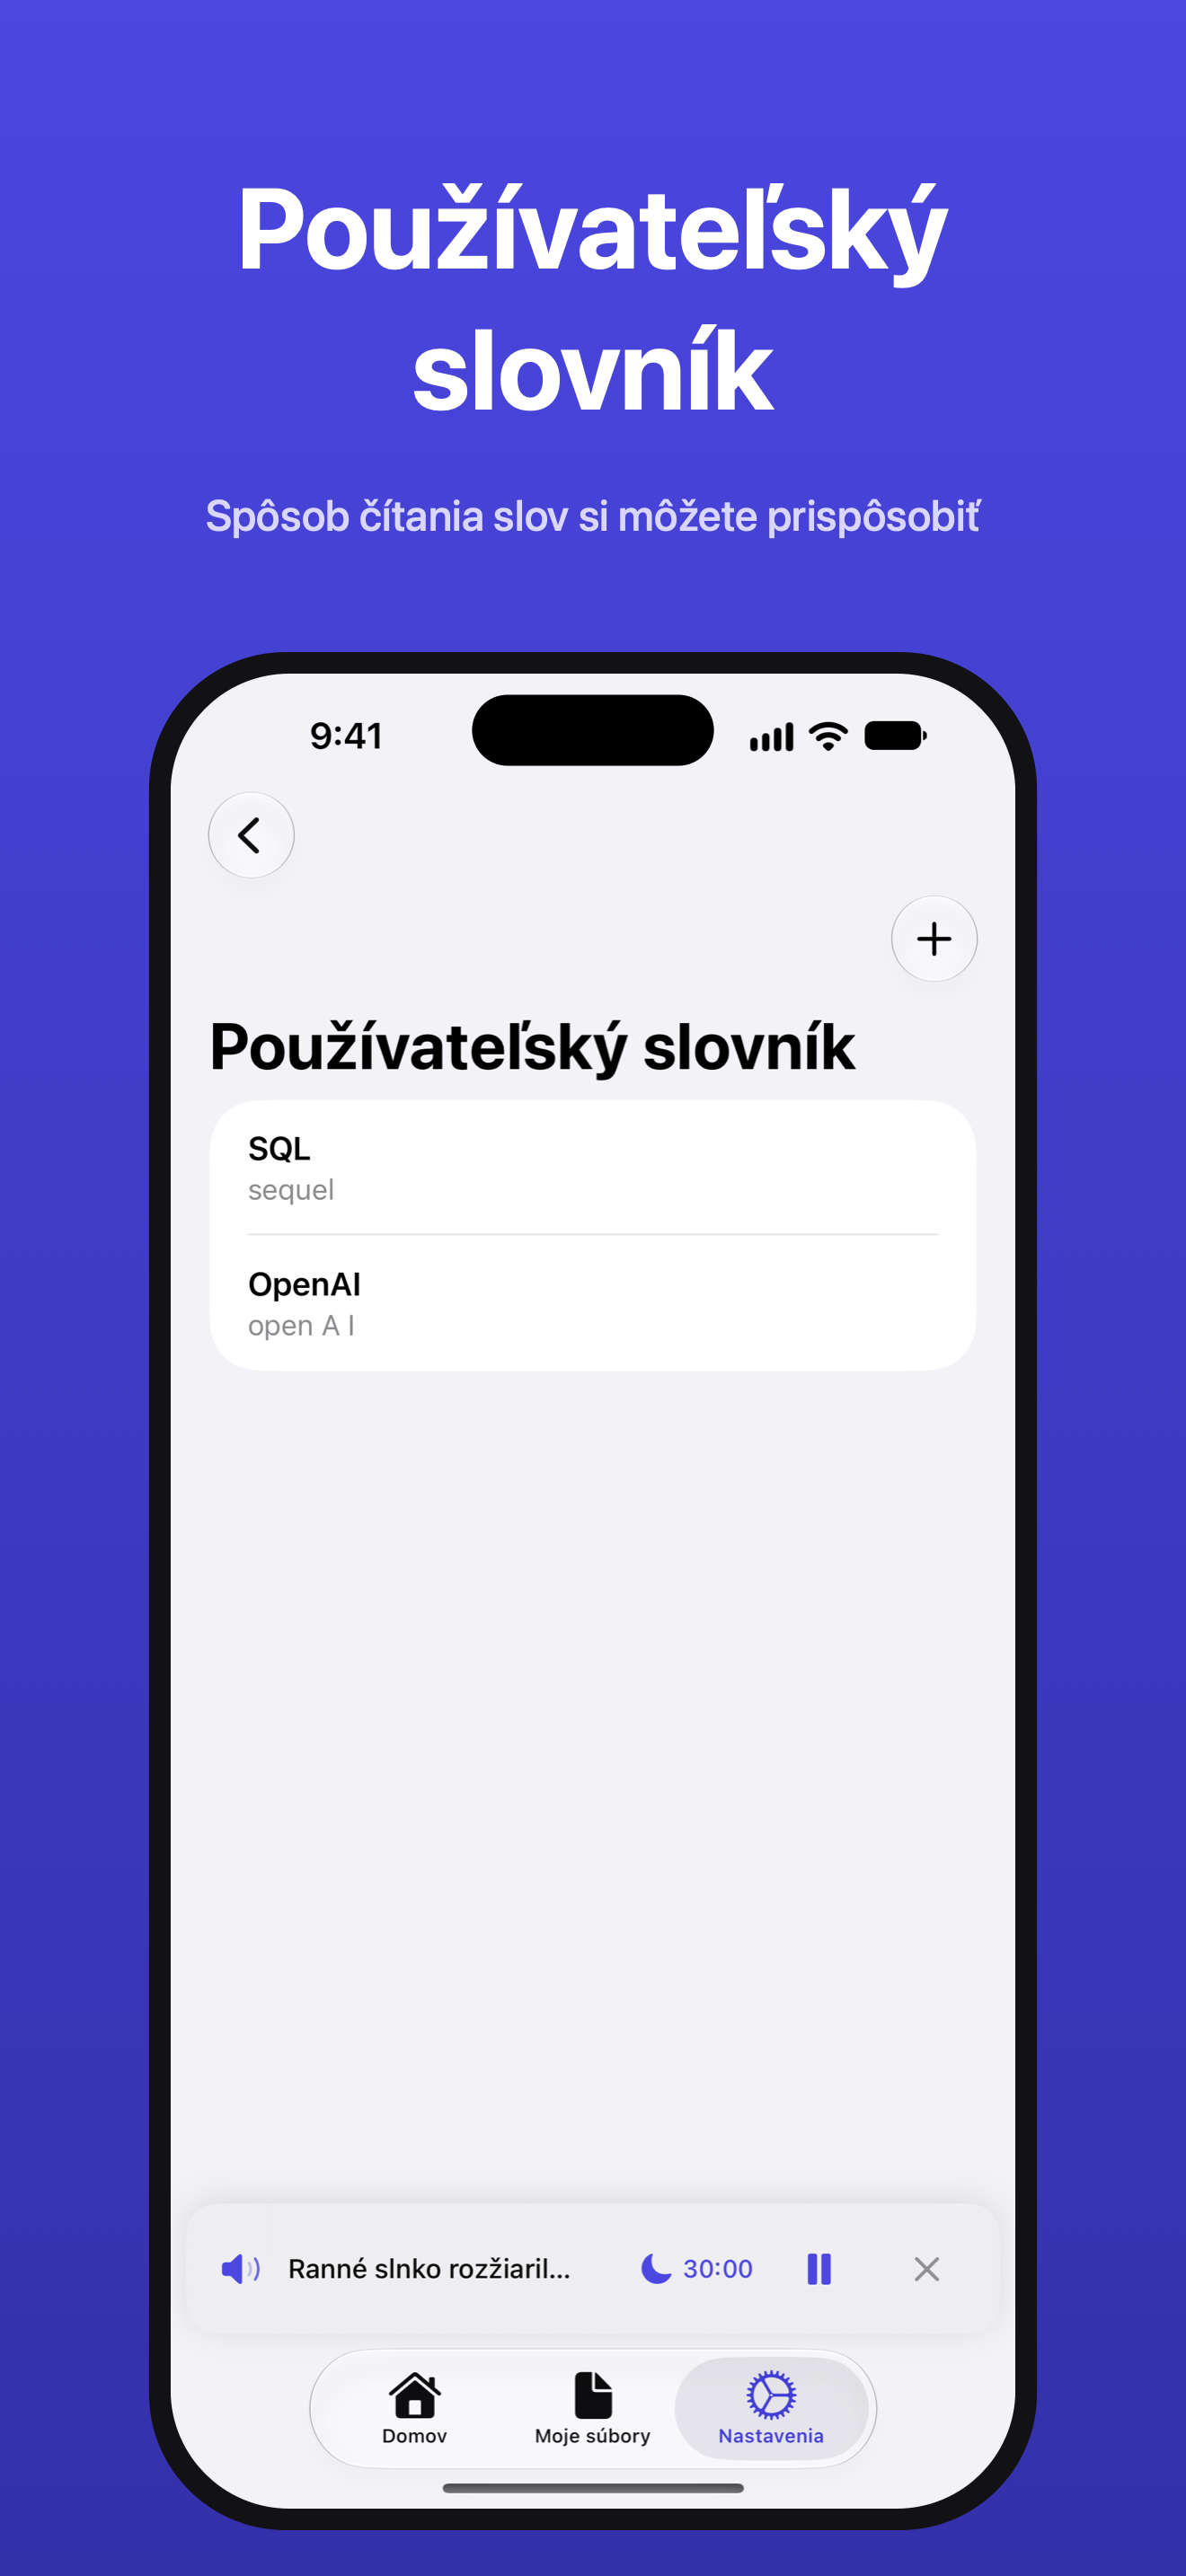 Používateľský
slovník
Spôsob čítania slov si môžete prispôsobiť
9:41
Používateľský slovník
SQL
sequel
OpenAI
open A I
Ranné slnko rozžiaril...
30:00
Domov
Moje súbory
Nastavenia